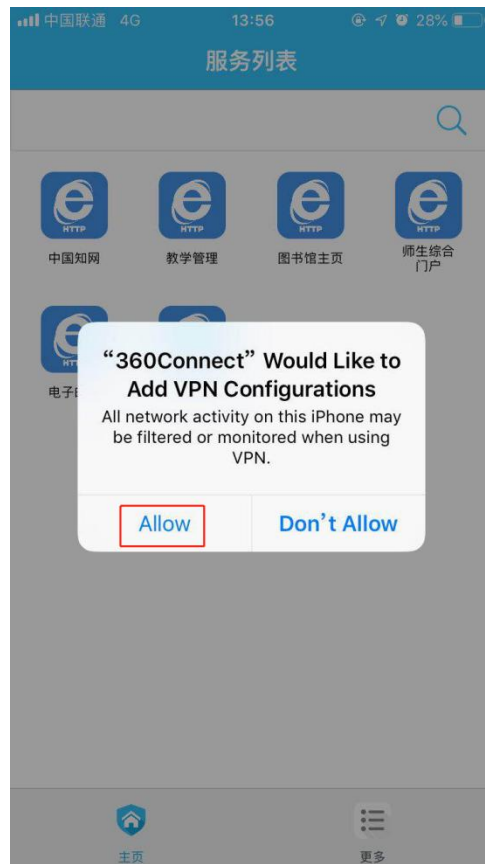 中国联通 4G 13:56 28%
服务列表
HTTP HTTP HTTP HTTP
中国知网 教学管理 图书馆主页 师生综合
门户
“360Connect” Would Like to
Add VPN Configurations
All network activity on this iPhone may
be filtered or monitored when using
VPN.
电子
Allow Don’t Allow
主页 更多